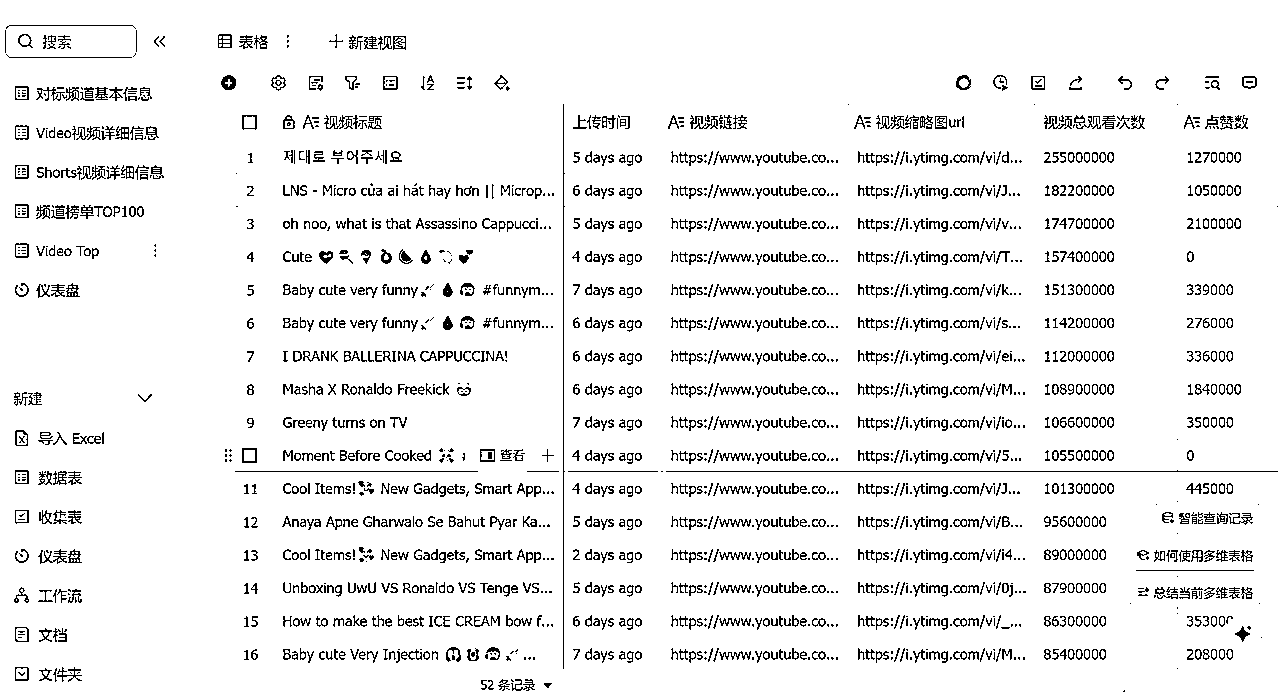 搜索
表格
新建视图
对标频道基本信息
Video视频详细信息
Shorts视频详细信息
频道榜单TOP100
Video Top
仪表盘
新建
导入 Excel
数据表
收集表
仪表盘
工作流
文档
文件夹
视频标题 上传时间 视频链接 视频缩略图url 视频总观看次数 点赞数
1 제대로 부어주세요 5 days ago https://www.youtube.co... https://i.ytimg.com/vi/d... 255000000 1270000
2 LNS - Micro của ai hát hay hơn || Microp... 6 days ago https://www.youtube.co... https://i.ytimg.com/vi/J... 182200000 1050000
3 oh noo, what is that Assassino Cappucci... 5 days ago https://www.youtube.co... https://i.ytimg.com/vi/v... 174700000 2100000
4 Cute 4 days ago https://www.youtube.co... https://i.ytimg.com/vi/T... 157400000 0
5 Baby cute very funny #funnym... 7 days ago https://www.youtube.co... https://i.ytimg.com/vi/k... 151300000 339000
6 Baby cute very funny #funnym... 6 days ago https://www.youtube.co... https://i.ytimg.com/vi/s... 114200000 276000
7 I DRANK BALLERINA CAPPUCCINA! 6 days ago https://www.youtube.co... https://i.ytimg.com/vi/ei... 112000000 336000
8 Masha X Ronaldo Freekick 6 days ago https://www.youtube.co... https://i.ytimg.com/vi/M... 108900000 1840000
9 Greeny turns on TV 7 days ago https://www.youtube.co... https://i.ytimg.com/vi/io... 106600000 350000
Moment Before Cooked 查看 4 days ago https://www.youtube.co... https://i.ytimg.com/vi/5... 105500000 0
11 Cool Items! New Gadgets, Smart App... 4 days ago https://www.youtube.co... https://i.ytimg.com/vi/J... 101300000 445000
12 Anaya Apne Gharwalo Se Bahut Pyar Ka... 5 days ago https://www.youtube.co... https://i.ytimg.com/vi/B... 95600000
智能查询记录
13 Cool Items! New Gadgets, Smart App... 2 days ago https://www.youtube.co... https://i.ytimg.com/vi/i4... 89000000
如何使用多维表格
14 Unboxing UwU VS Ronaldo VS Tenge VS... 5 days ago https://www.youtube.co... https://i.ytimg.com/vi/0j... 87900000
总结当前多维表格
15 How to make the best ICE CREAM bow f... 6 days ago https://www.youtube.co... https://i.ytimg.com/vi/_... 86300000 353000
16 Baby cute Very Injection ... 7 days ago https://www.youtube.co... https://i.ytimg.com/vi/M... 85400000 208000
52 条记录